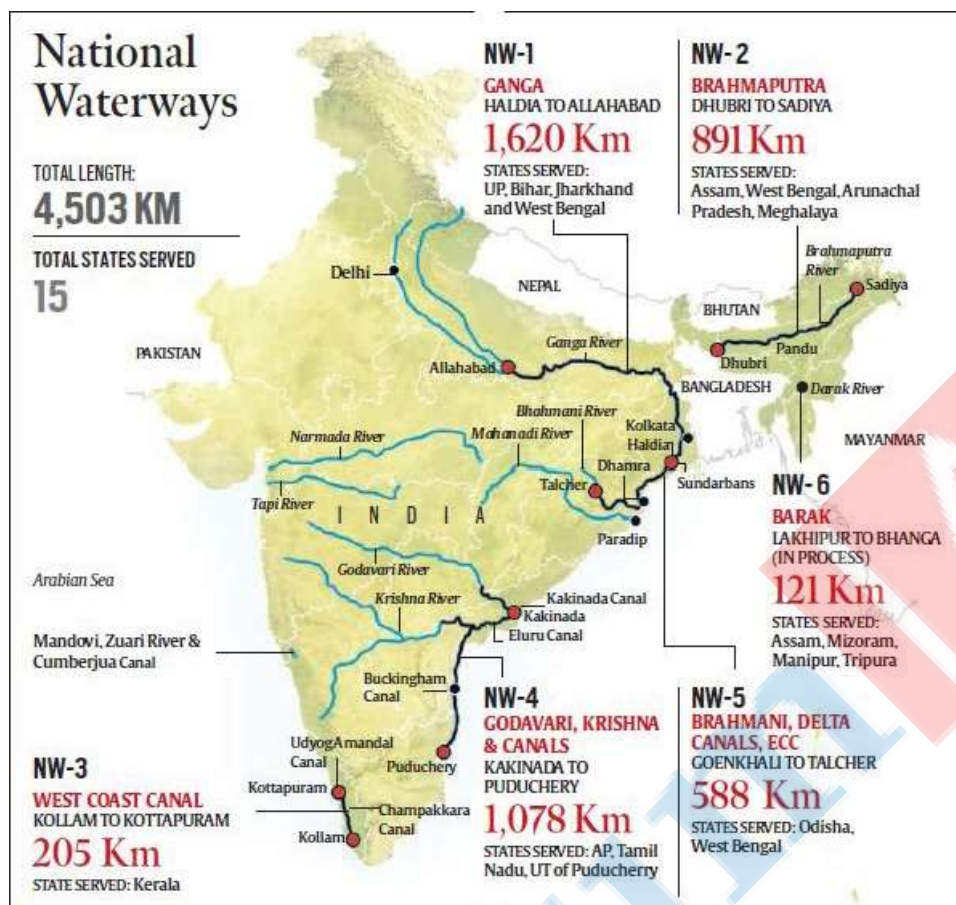 National
Waterways
TOTAL LENGTH:
4,503 KM
TOTAL STATES SERVED
15
NW-1
GANGA
HALDIA TO ALLAHABAD
1,620 Km
STATES SERVED:
UP, Bihar, Jharkhand
and West Bengal
NW-2
BRAHMAPUTRA
DHUBRI TO SADIYA
891 Km
STATES SERVED:
Assam, West Bengal, Arunachal
Pradesh, Meghalaya
Brahmaputra
River
Sadiya
Delhi
NEPAL
BHUTAN
PAKISTAN
Ganga River
Pandu
Dhubri
Allahabad
BANGLADESH
Darak River
Bhahmani River
Mahanadi River
Narmada River
Kolkata
Haldia
MAYANMAR
Dhamra
Sundarbans
Talcher
Tapi River
INDIA
Paradip
NW-6
BARAK
LAKHIPUR TO BHANGA
(IN PROCESS)
121 Km
STATES SERVED:
Assam, Mizoram,
Manipur, Tripura
Godavari River
Arabian Sea
Krishna River
Kakinada Canal
Kakinada
Eluru Canal
Mandovi, Zuari River &
Cumberjua Canal
Buckingham
Canal
NW-4
GODAVARI, KRISHNA
& CANALS
KAKINADA TO
PUDUCHERY
1,078 Km
STATES SERVED: AP, Tamil
Nadu, UT of Puducherry
NW-5
BRAHMANI, DELTA
CANALS, ECC
GOENKHALI TO TALCHER
588 Km
STATES SERVED: Odisha,
West Bengal
UdyogAmandal
Canal
Puduchery
Kottapuram
Champakkara
Canal
Kollam
NW-3
WEST COAST CANAL
KOLLAM TO KOTTAPURAM
205 Km
STATE SERVED: Kerala